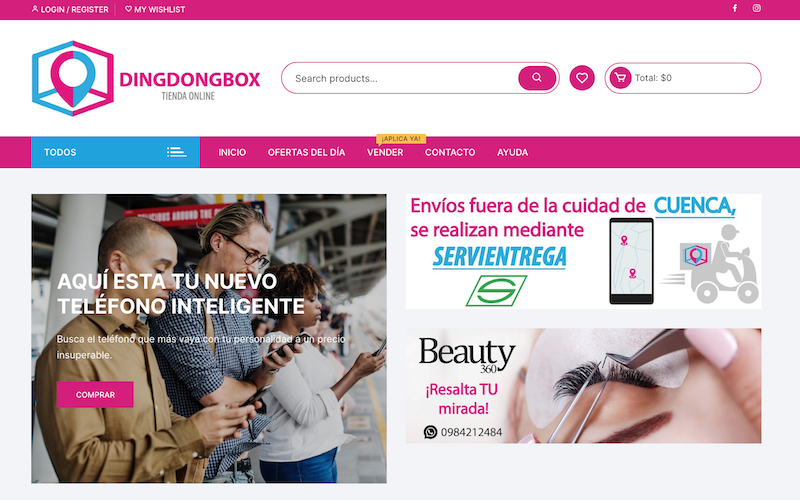 LOGIN / REGISTER
MY WISHLIST
DINGDONGBOX
TIENDA ONLINE
Search products...
Total: $0
TODOS
INICIO
OFERTAS DEL DÍA
¡APLICA YA!
VENDER
CONTACTO
AYUDA
DELICIOUS AROUND THE
AQUÍ ESTA TU NUEVO
TELÉFONO INTELIGENTE
Busca el teléfono que más vaya con tu personalidad a un precio
insuperable.
COMPRAR
Envíos fuera de la cuidad de CUENCA,
se realizan mediante
SERVIENTREGA
Beauty
360
¡Resalta TU
mirada!
0984212484